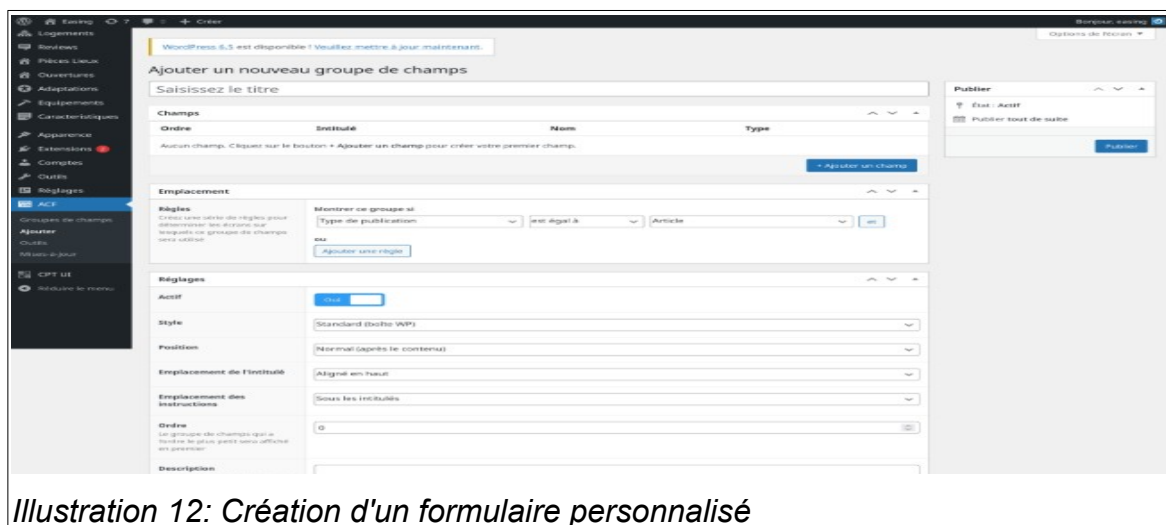 Easing 7 + Créer Bonjour, easing
Logements
Reviews
Pièces Lieux
Ouvertures
Adaptations
Equipements
Caracteristiques
Apparence
Extensions
Comptes
Outils
Réglages
ACF
Groupes de champs
Ajouter
Outils
Mises à jour
CPT UI
Réduire le menu
Options de l'écran
WordPress 6.5 est disponible ! Veuillez mettre à jour maintenant.
Ajouter un nouveau groupe de champs
Saisissez le titre
Champs
Ordre Intitulé Nom Type
Aucun champ. Cliquez sur le bouton + Ajouter un champ pour créer votre premier champ.
+ Ajouter un champ
Emplacement
Règles
Créez une série de règles pour
déterminer les écrans sur
lesquels ce groupe de champs
sera utilisé
Montrer ce groupe si
Type de publication est égal à Article et
ou
Ajouter une règle
Réglages
Actif Oui
Style Standard (boîte WP)
Position Normal (après le contenu)
Emplacement de l'intitulé Aligné en haut
Emplacement des
instructions
Sous les intitulés
Ordre
Le groupe de champs qui a
l'ordre le plus petit sera affiché
en premier
0
Description
Publier
État : Actif
Publier tout de suite
Publier
Illustration 12: Création d'un formulaire personnalisé